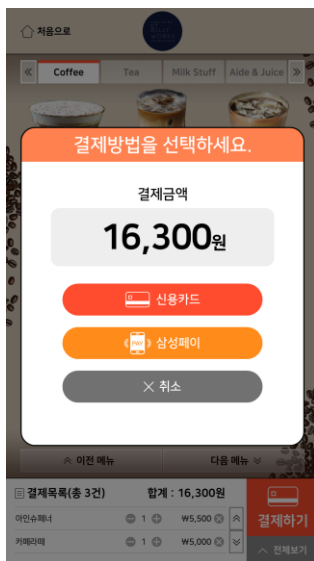 처음으로
BILLY
WORKS
Coffee Tea Milk Stuff Aide & Juice
결제방법을 선택하세요.
결제금액
16,300원
신용카드
PAY 삼성페이
취소
이전 메뉴 다음 메뉴
결제목록(총 3건) 합계 : 16,300원
아인슈페너 1 ₩5,500
카페라떼 1 ₩5,000
결제하기
전체보기